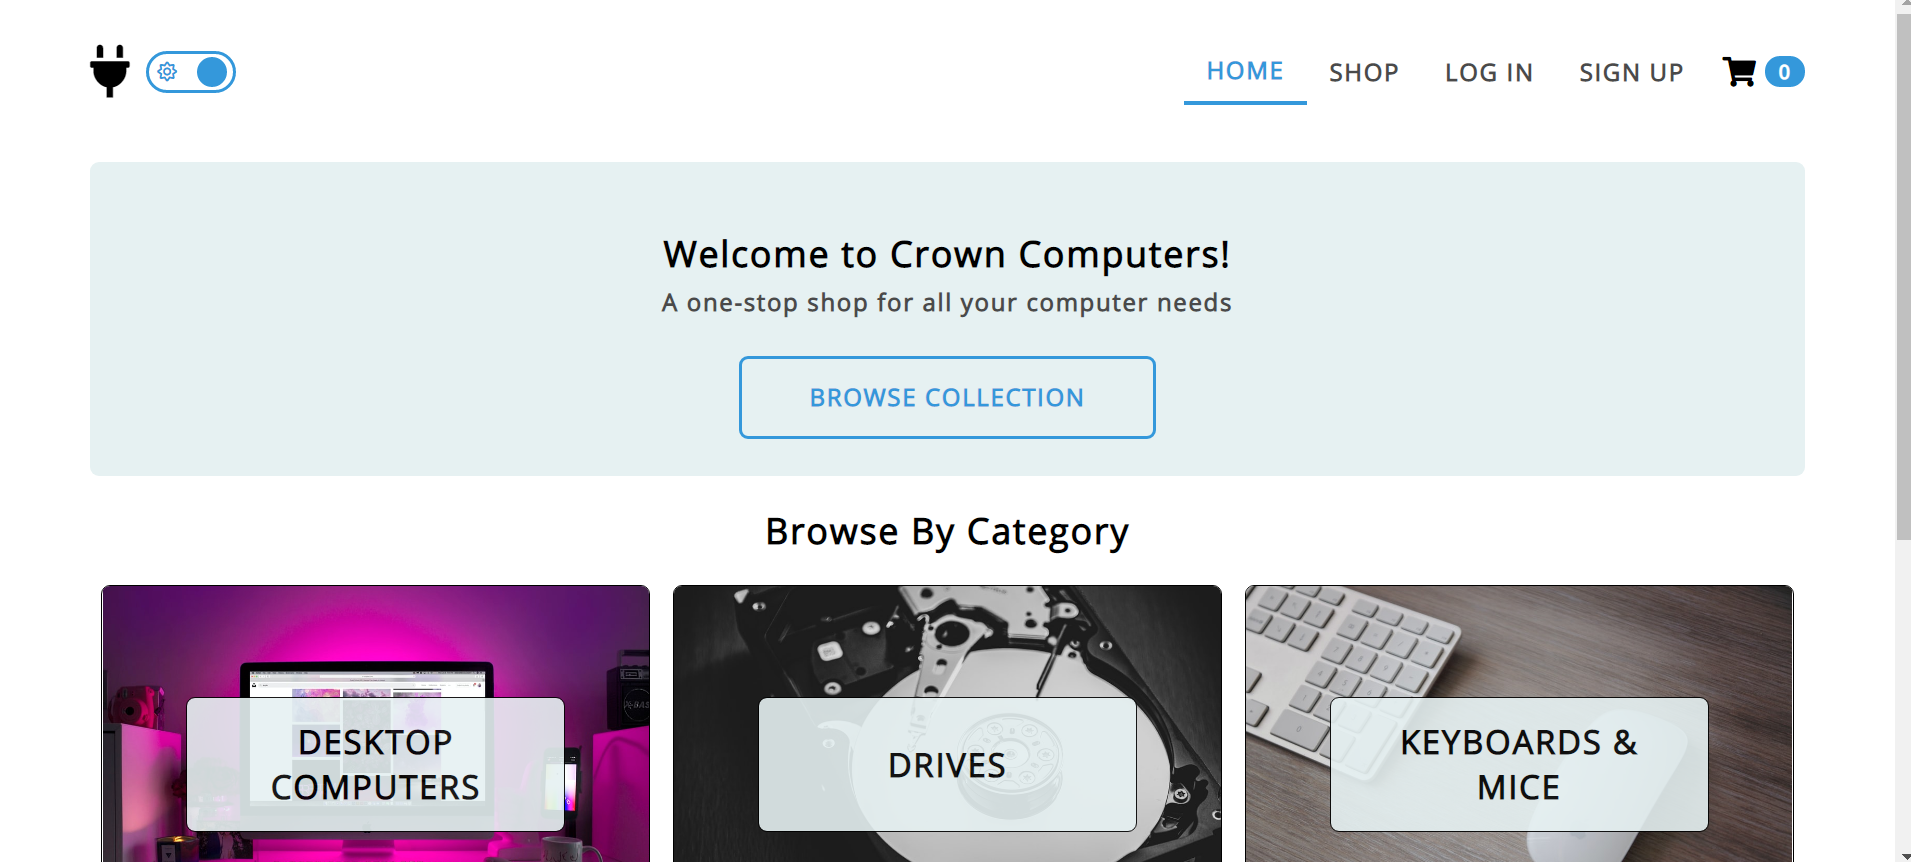 HOME SHOP LOG IN SIGN UP 0
Welcome to Crown Computers!
A one-stop shop for all your computer needs
BROWSE COLLECTION
Browse By Category
DESKTOP
COMPUTERS
DRIVES
KEYBOARDS &
MICE